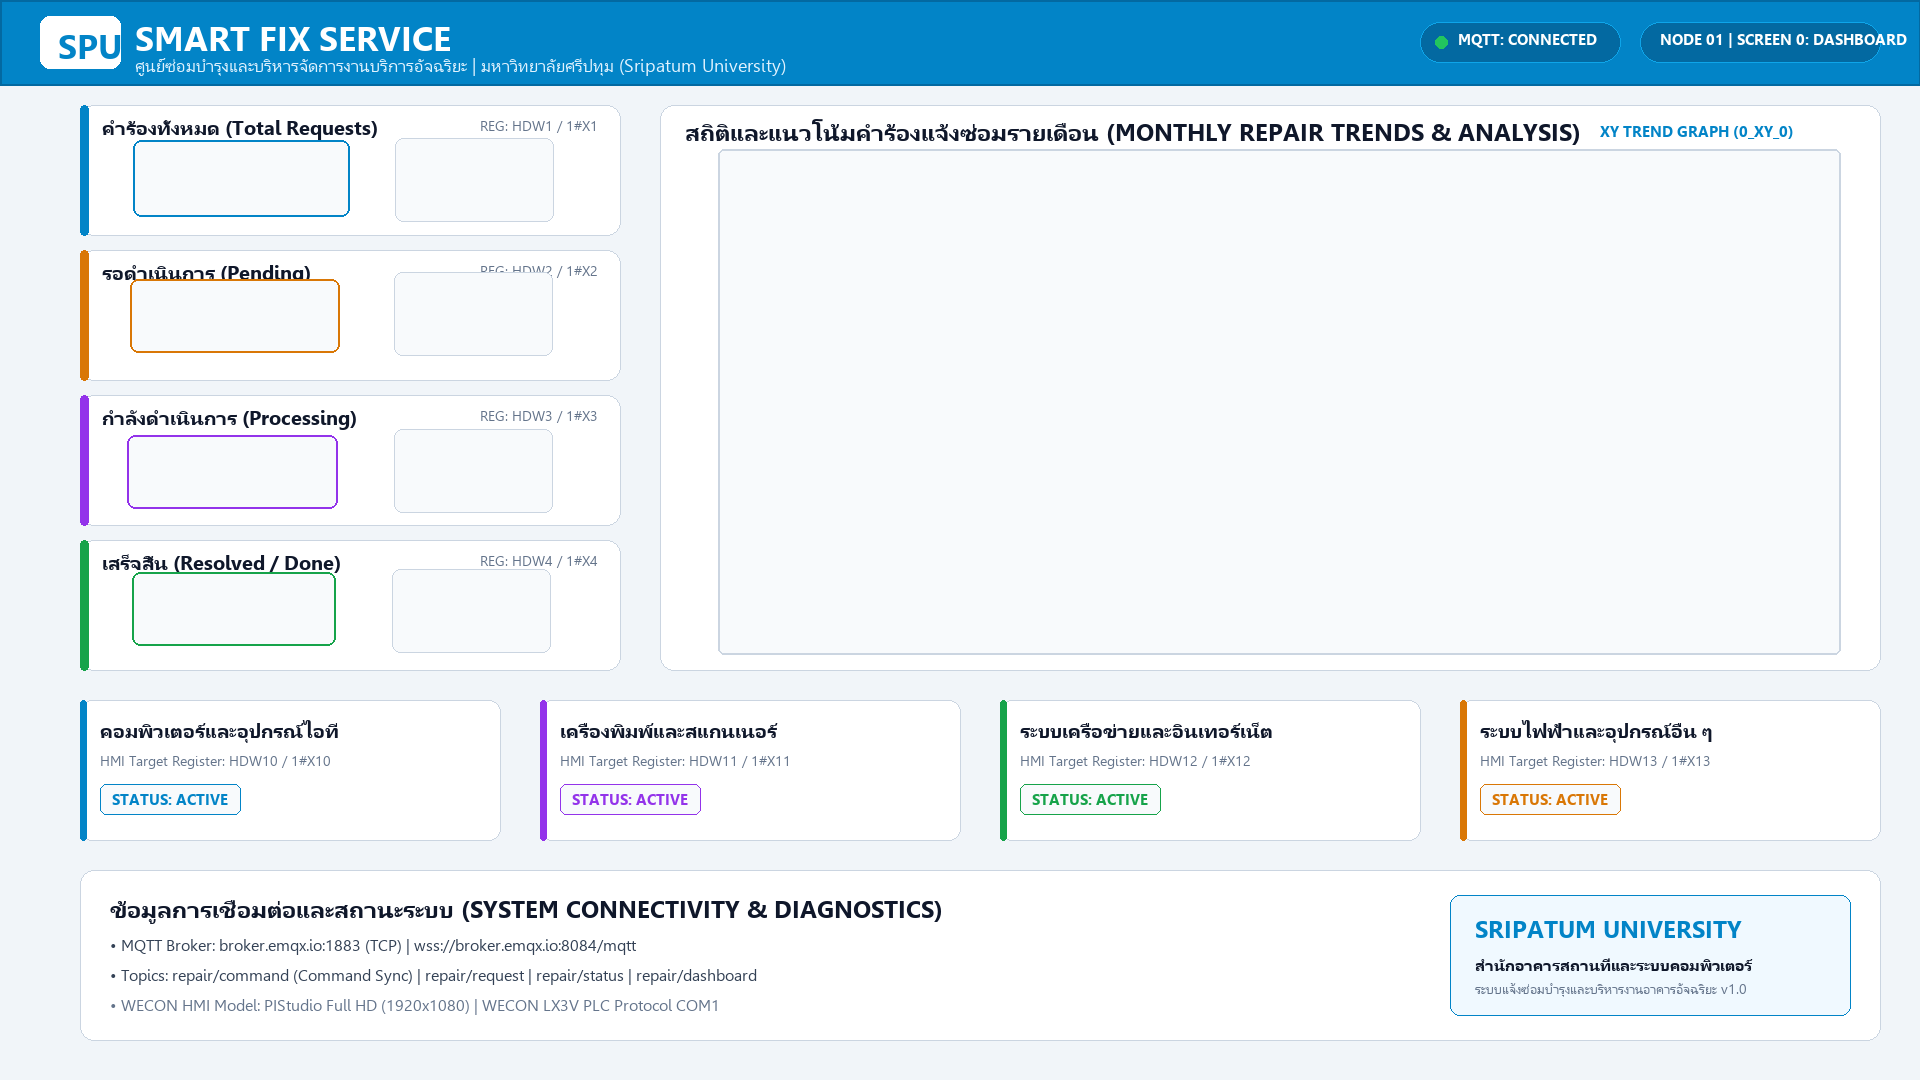 SPU
SMART FIX SERVICE
ศูนย์ซ่อมบำรุงและบริหารจัดการงานบริการอัจฉริยะ | มหาวิทยาลัยศรีปทุม (Sripatum University)
MQTT: CONNECTED
NODE 01 | SCREEN 0: DASHBOARD
คำร้องทั้งหมด (Total Requests)
REG: HDW1 / 1#X1
รอดำเนินการ (Pending)
REG: HDW2 / 1#X2
กำลังดำเนินการ (Processing)
REG: HDW3 / 1#X3
เสร็จสิ้น (Resolved / Done)
REG: HDW4 / 1#X4
สถิติและแนวโน้มคำร้องแจ้งซ่อมรายเดือน (MONTHLY REPAIR TRENDS & ANALYSIS)
XY TREND GRAPH (0_XY_0)
คอมพิวเตอร์และอุปกรณ์ไอที
HMI Target Register: HDW10 / 1#X10
STATUS: ACTIVE
เครื่องพิมพ์และสแกนเนอร์
HMI Target Register: HDW11 / 1#X11
STATUS: ACTIVE
ระบบเครือข่ายและอินเทอร์เน็ต
HMI Target Register: HDW12 / 1#X12
STATUS: ACTIVE
ระบบไฟฟ้าและอุปกรณ์อื่น ๆ
HMI Target Register: HDW13 / 1#X13
STATUS: ACTIVE
ข้อมูลการเชื่อมต่อและสถานะระบบ (SYSTEM CONNECTIVITY & DIAGNOSTICS)
• MQTT Broker: broker.emqx.io:1883 (TCP) | wss://broker.emqx.io:8084/mqtt
• Topics: repair/command (Command Sync) | repair/request | repair/status | repair/dashboard
• WECON HMI Model: PIStudio Full HD (1920x1080) | WECON LX3V PLC Protocol COM1
SRIPATUM UNIVERSITY
สำนักอาคารสถานที่และระบบคอมพิวเตอร์
ระบบแจ้งซ่อมบำรุงและบริหารงานอาคารอัจฉริยะ v1.0